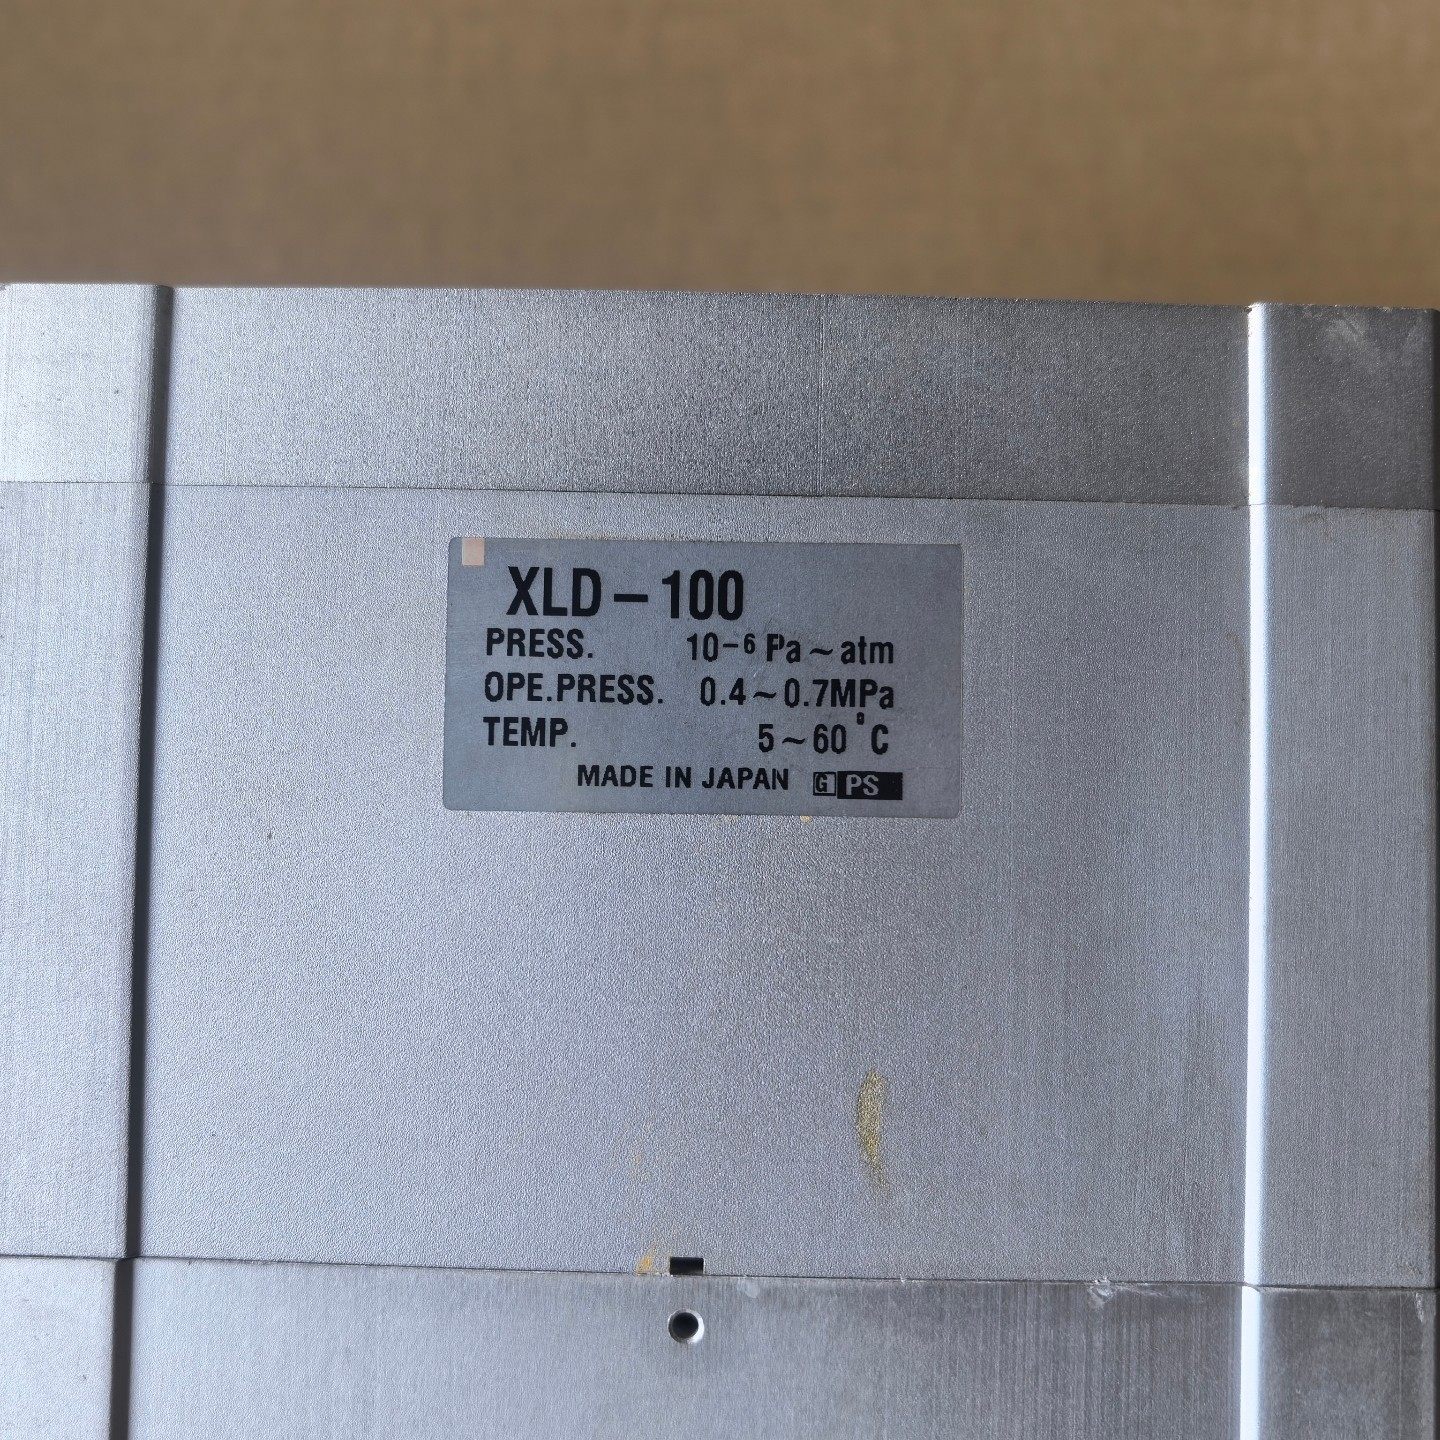 XLD-100
PRESS. 10-⁶ Pa~atm
OPE.PRESS. 0.4~0.7MPa
TEMP. 5~60°C
MADE IN JAPAN G PS